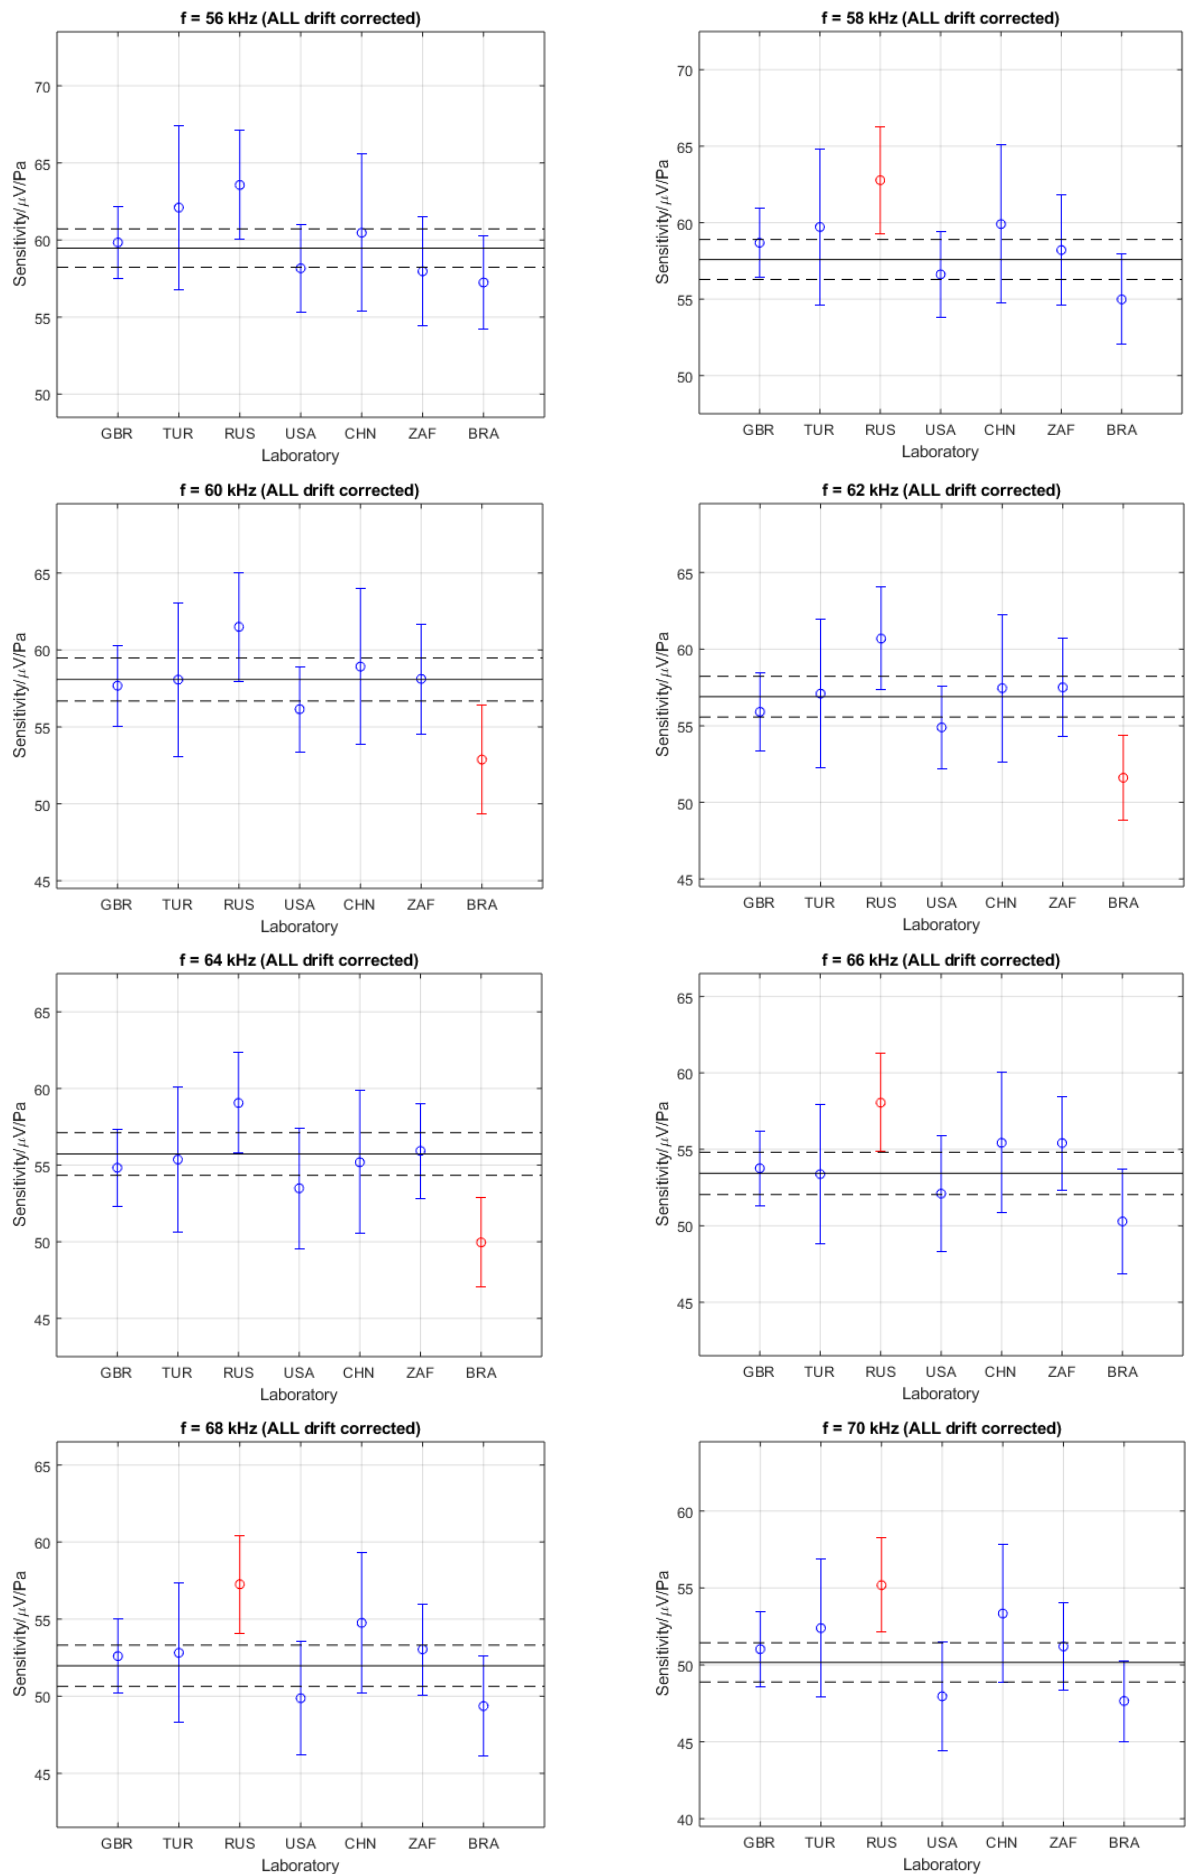 f = 56 kHz (ALL drift corrected)
Sensitivity/μV/Pa
70
65
60
55
50
GBR TUR RUS USA CHN ZAF BRA
Laboratory
f = 58 kHz (ALL drift corrected)
Sensitivity/μV/Pa
70
65
60
55
50
GBR TUR RUS USA CHN ZAF BRA
Laboratory
f = 60 kHz (ALL drift corrected)
Sensitivity/μV/Pa
65
60
55
50
45
GBR TUR RUS USA CHN ZAF BRA
Laboratory
f = 62 kHz (ALL drift corrected)
Sensitivity/μV/Pa
65
60
55
50
45
GBR TUR RUS USA CHN ZAF BRA
Laboratory
f = 64 kHz (ALL drift corrected)
Sensitivity/μV/Pa
65
60
55
50
45
GBR TUR RUS USA CHN ZAF BRA
Laboratory
f = 66 kHz (ALL drift corrected)
Sensitivity/μV/Pa
65
60
55
50
45
GBR TUR RUS USA CHN ZAF BRA
Laboratory
f = 68 kHz (ALL drift corrected)
Sensitivity/μV/Pa
65
60
55
50
45
GBR TUR RUS USA CHN ZAF BRA
Laboratory
f = 70 kHz (ALL drift corrected)
Sensitivity/μV/Pa
60
55
50
45
40
GBR TUR RUS USA CHN ZAF BRA
Laboratory